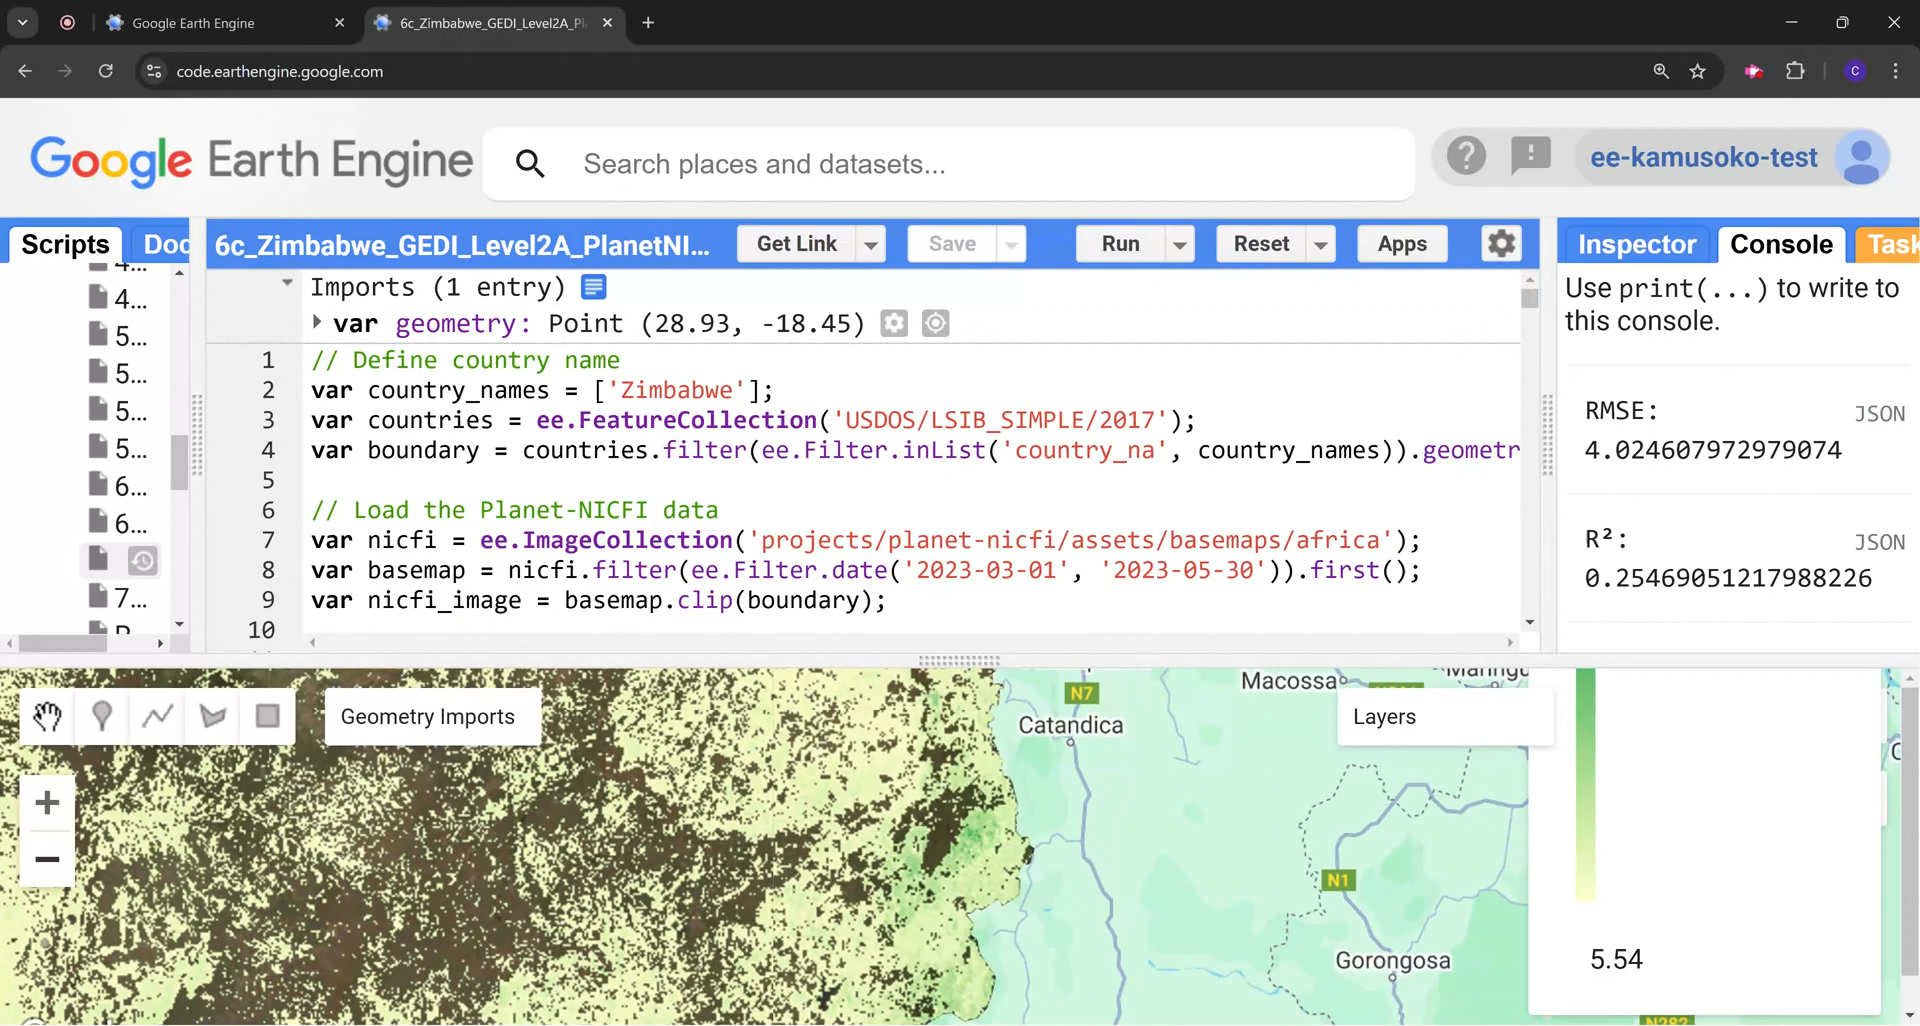 Google Earth Engine
6c_Zimbabwe_GEDI_Level2A_Pl
code.earthengine.google.com
C
Google Earth Engine
Search places and datasets...
ee-kamusoko-test
Scripts
Doc
6c_Zimbabwe_GEDI_Level2A_PlanetNI...
Get Link
Save
Run
Reset
Apps
Inspector
Console
Task
4...
4...
5...
5...
5...
5...
6...
6...
7...
Imports (1 entry)
var geometry: Point (28.93, -18.45)
1 // Define country name
2 var country_names = ['Zimbabwe'];
3 var countries = ee.FeatureCollection('USDOS/LSIB_SIMPLE/2017');
4 var boundary = countries.filter(ee.Filter.inList('country_na', country_names)).geometr
5
6 // Load the Planet-NICFI data
7 var nicfi = ee.ImageCollection('projects/planet-nicfi/assets/basemaps/africa');
8 var basemap = nicfi.filter(ee.Filter.date('2023-03-01', '2023-05-30')).first();
9 var nicfi_image = basemap.clip(boundary);
10
Use print(...) to write to
this console.
RMSE:
JSON
4.024607972979074
R²:
JSON
0.25469051217988226
Geometry Imports
Layers
N7
Catandica
Macossa
N1
Gorongosa
N282
5.54